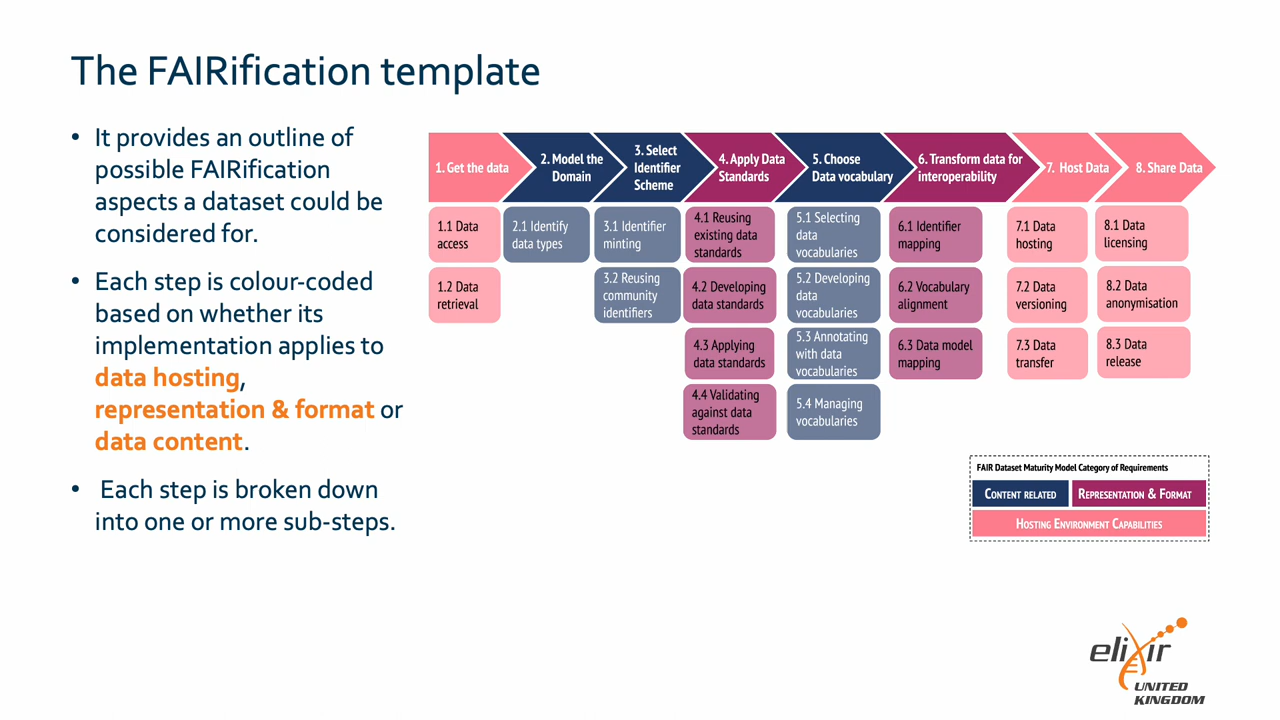 The FAIRification template
• It provides an outline of
possible FAIRification
aspects a dataset could be
considered for.
• Each step is colour-coded
based on whether its
implementation applies to
data hosting,
representation & format or
data content.
• Each step is broken down
into one or more sub-steps.
1. Get the data
2. Model the
Domain
3. Select
Identifier
Scheme
4. Apply Data
Standards
5. Choose
Data vocabulary
6. Transform data for
interoperability
7. Host Data
8. Share Data
1.1 Data
access
1.2 Data
retrieval
2.1 Identify
data types
3.1 Identifier
minting
3.2 Reusing
community
identifiers
4.1 Reusing
existing data
standards
4.2 Developing
data standards
4.3 Applying
data standards
4.4 Validating
against data
standards
5.1 Selecting
data
vocabularies
5.2 Developing
data
vocabularies
5.3 Annotating
with data
vocabularies
5.4 Managing
vocabularies
6.1 Identifier
mapping
6.2 Vocabulary
alignment
6.3 Data model
mapping
7.1 Data
hosting
7.2 Data
versioning
7.3 Data
transfer
8.1 Data
licensing
8.2 Data
anonymisation
8.3 Data
release
FAIR Dataset Maturity Model Category of Requirements
CONTENT RELATED
REPRESENTATION & FORMAT
HOSTING ENVIRONMENT CAPABILITIES
elixir
UNITED
KINGDOM